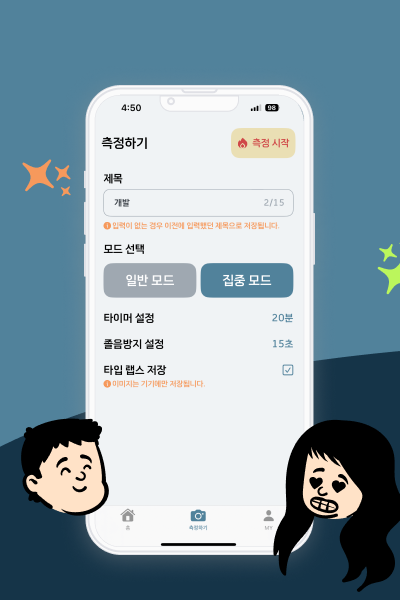 4:50
98
측정하기
측정 시작
제목
개발
2/15
입력이 없는 경우 이전에 입력했던 제목으로 저장됩니다.
모드 선택
일반 모드
집중 모드
타이머 설정
20분
졸음방지 설정
15초
타임 랩스 저장
이미지는 기기에만 저장됩니다.
홈
측정하기
MY